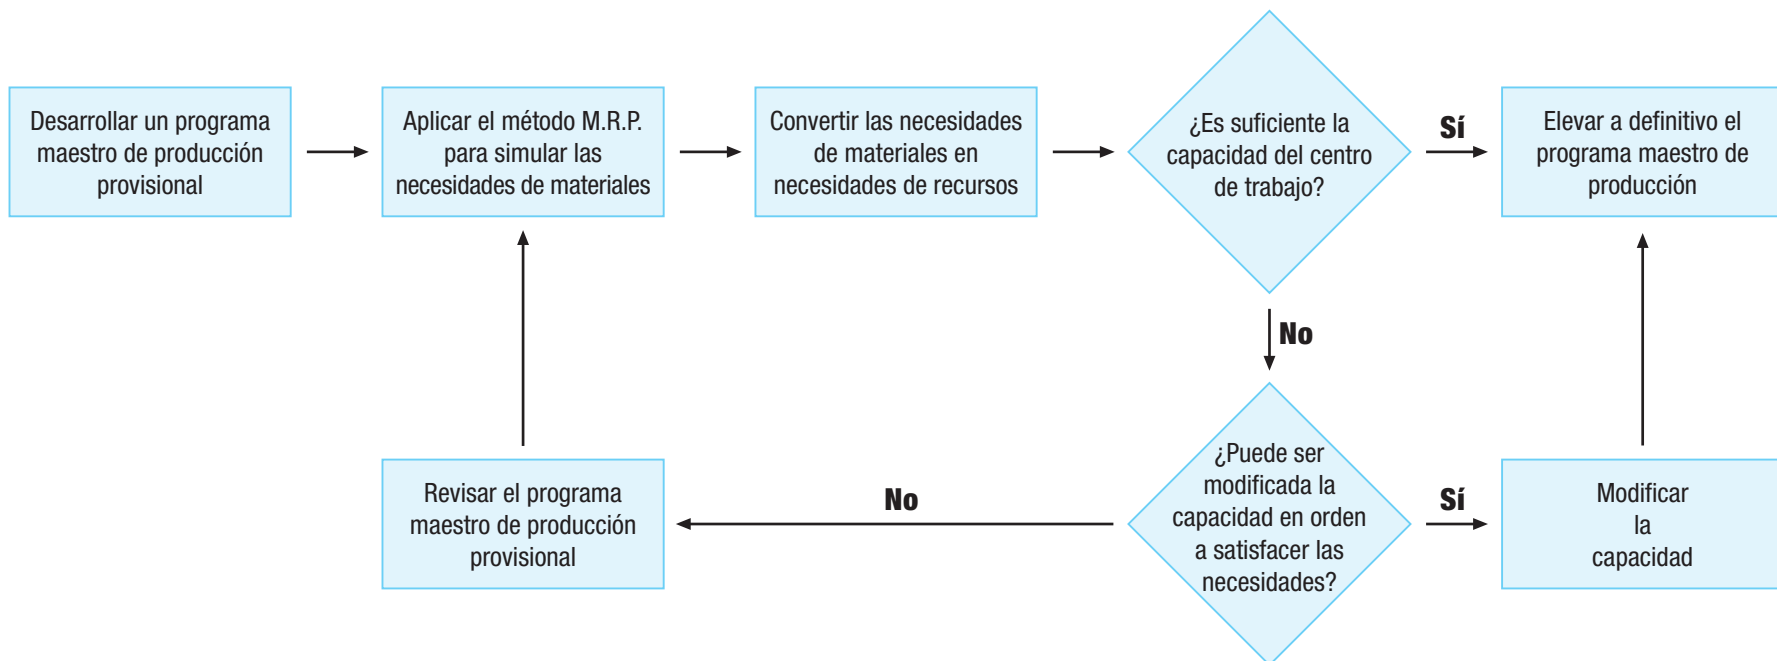 Desarrollar un programa
maestro de producción
provisional
Aplicar el método M.R.P.
para simular las
necesidades de materiales
Convertir las necesidades
de materiales en
necesidades de recursos
¿Es suficiente la
capacidad del centro
de trabajo?
Sí
Elevar a definitivo el
programa maestro de
producción
No
¿Puede ser
modificada la
capacidad en orden
a satisfacer las
necesidades?
Sí
Modificar
la
capacidad
No
Revisar el programa
maestro de producción
provisional